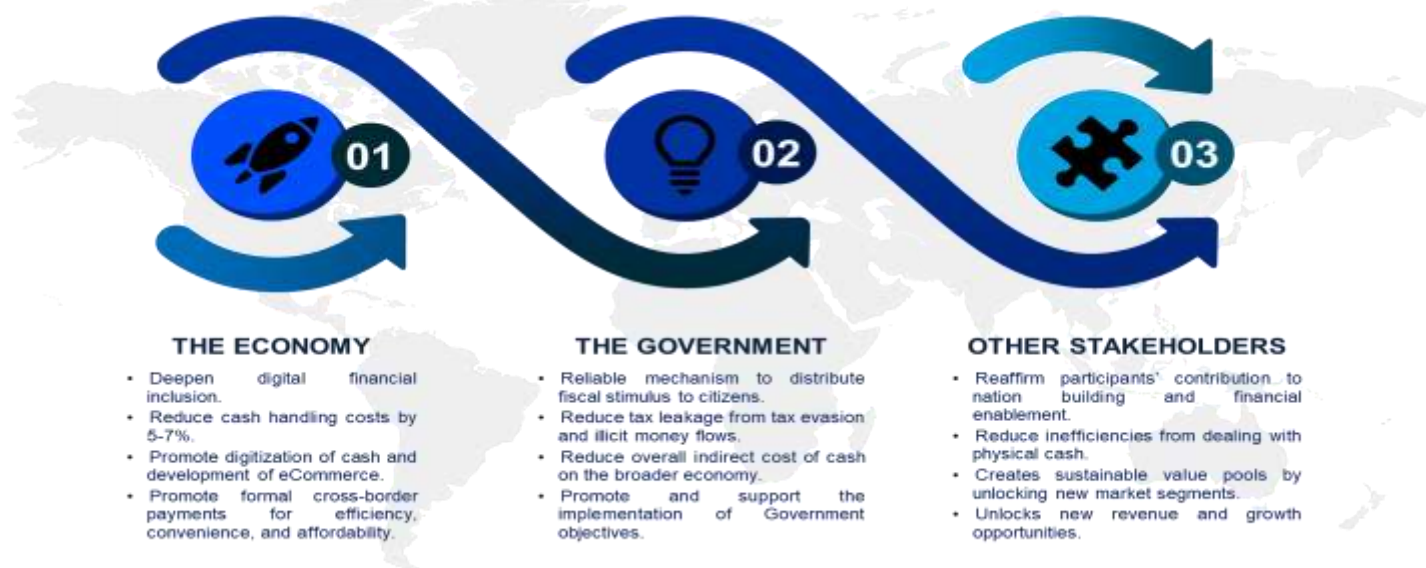 01
02
03
THE ECONOMY
• Deepen digital financial
inclusion.
• Reduce cash handling costs by
5-7%.
• Promote digitization of cash and
development of eCommerce.
• Promote formal cross-border
payments for efficiency,
convenience, and affordability.
THE GOVERNMENT
• Reliable mechanism to distribute
fiscal stimulus to citizens.
• Reduce tax leakage from tax evasion
and illicit money flows.
• Reduce overall indirect cost of cash
on the broader economy.
• Promote and support the
implementation of Government
objectives.
OTHER STAKEHOLDERS
• Reaffirm participants' contribution to
nation building and financial
enablement.
• Reduce inefficiencies from dealing with
physical cash.
• Creates sustainable value pools by
unlocking new market segments.
• Unlocks new revenue and growth
opportunities.